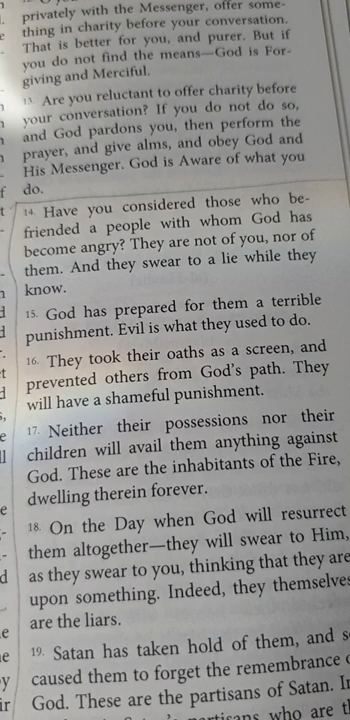 privately with the Messenger, offer some-
thing in charity before your conversation.
That is better for you, and purer. But if
you do not find the means—God is For-
giving and Merciful.
13. Are you reluctant to offer charity before
your conversation? If you do not do so,
and God pardons you, then perform the
prayer, and give alms, and obey God and
His Messenger. God is Aware of what you
do.
14. Have you considered those who be-
friended a people with whom God has
become angry? They are not of you, nor of
them. And they swear to a lie while they
know.
15. God has prepared for them a terrible
punishment. Evil is what they used to do.
16. They took their oaths as a screen, and
prevented others from God's path. They
will have a shameful punishment.
17. Neither their possessions nor their
children will avail them anything against
God. These are the inhabitants of the Fire,
dwelling therein forever.
18. On the Day when God will resurrect
them altogether—they will swear to Him,
as they swear to you, thinking that they are
upon something. Indeed, they themselves
are the liars.
19. Satan has taken hold of them, and
caused them to forget the remembrance
God. These are the partisans of Satan.
partisans who are